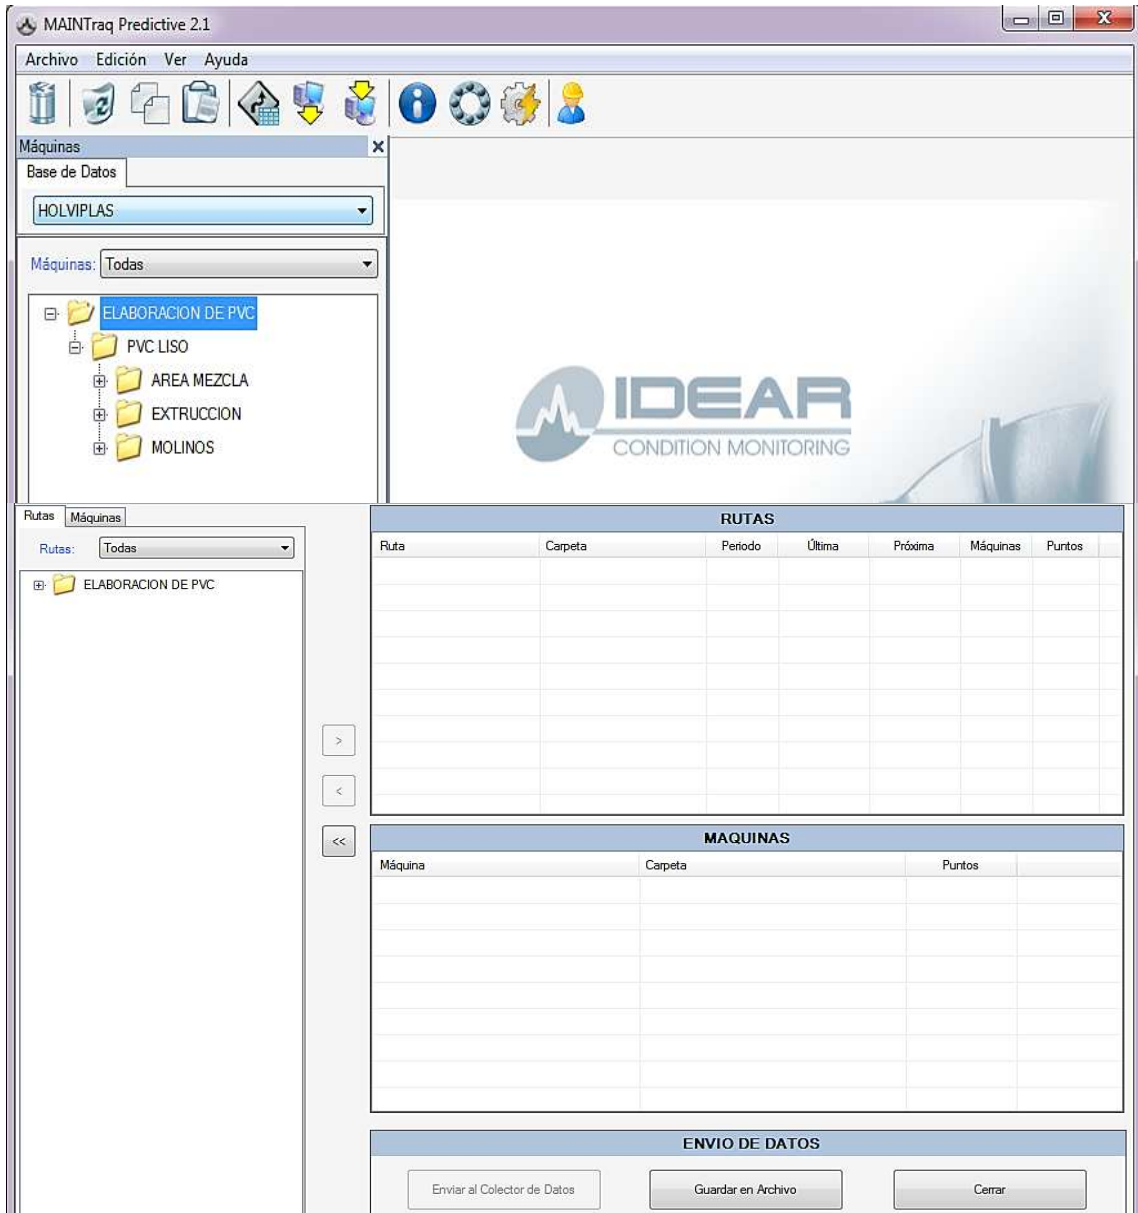 MAINTraq Predictive 2.1
Archivo Edición Ver Ayuda
Máquinas
Base de Datos
HOLVIPLAS
Máquinas: Todas
ELABORACION DE PVC
PVC LISO
AREA MEZCLA
EXTRUCCION
MOLINOS
IDEAR
CONDITION MONITORING
Rutas Máquinas
Rutas: Todas
ELABORACION DE PVC
RUTAS
Ruta Carpeta Periodo Última Próxima Máquinas Puntos
>
<
<<
MAQUINAS
Máquina Carpeta Puntos
ENVIO DE DATOS
Enviar al Colector de Datos Guardar en Archivo Cerrar